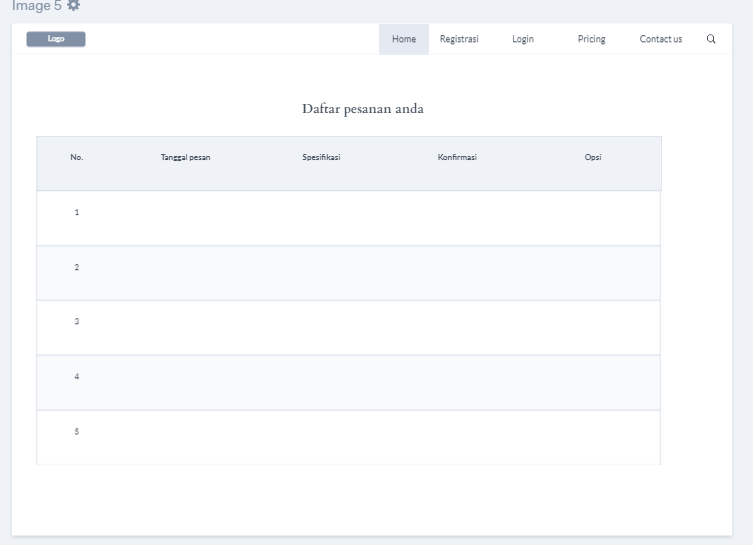 Image 5
Logo Home Registrasi Login Pricing Contact us
Daftar pesanan anda
No. Tanggal pesan Spesifikasi Konfirmasi Opsi
1
2
3
4
5